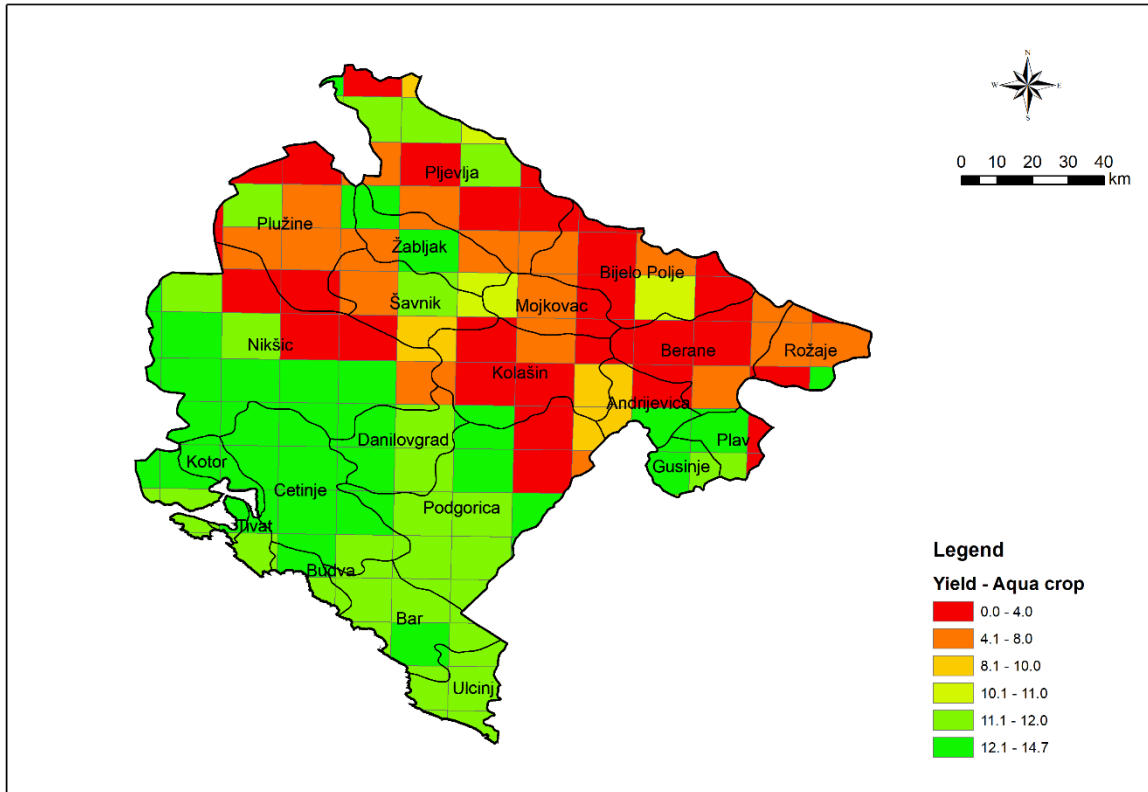 N
W E
S
0 10 20 30 40
km
Pljevlja
Plužine
Žabljak
Bijelo Polje
Šavnik
Mojkovac
Nikšic
Berane
Rožaje
Kolašin
Andrijevica
Danilovgrad
Plav
Kotor
Gusinje
Cetinje
Podgorica
Tivat
Budva
Bar
Ulcinj
Legend
Yield - Aqua crop
0.0 - 4.0
4.1 - 8.0
8.1 - 10.0
10.1 - 11.0
11.1 - 12.0
12.1 - 14.7